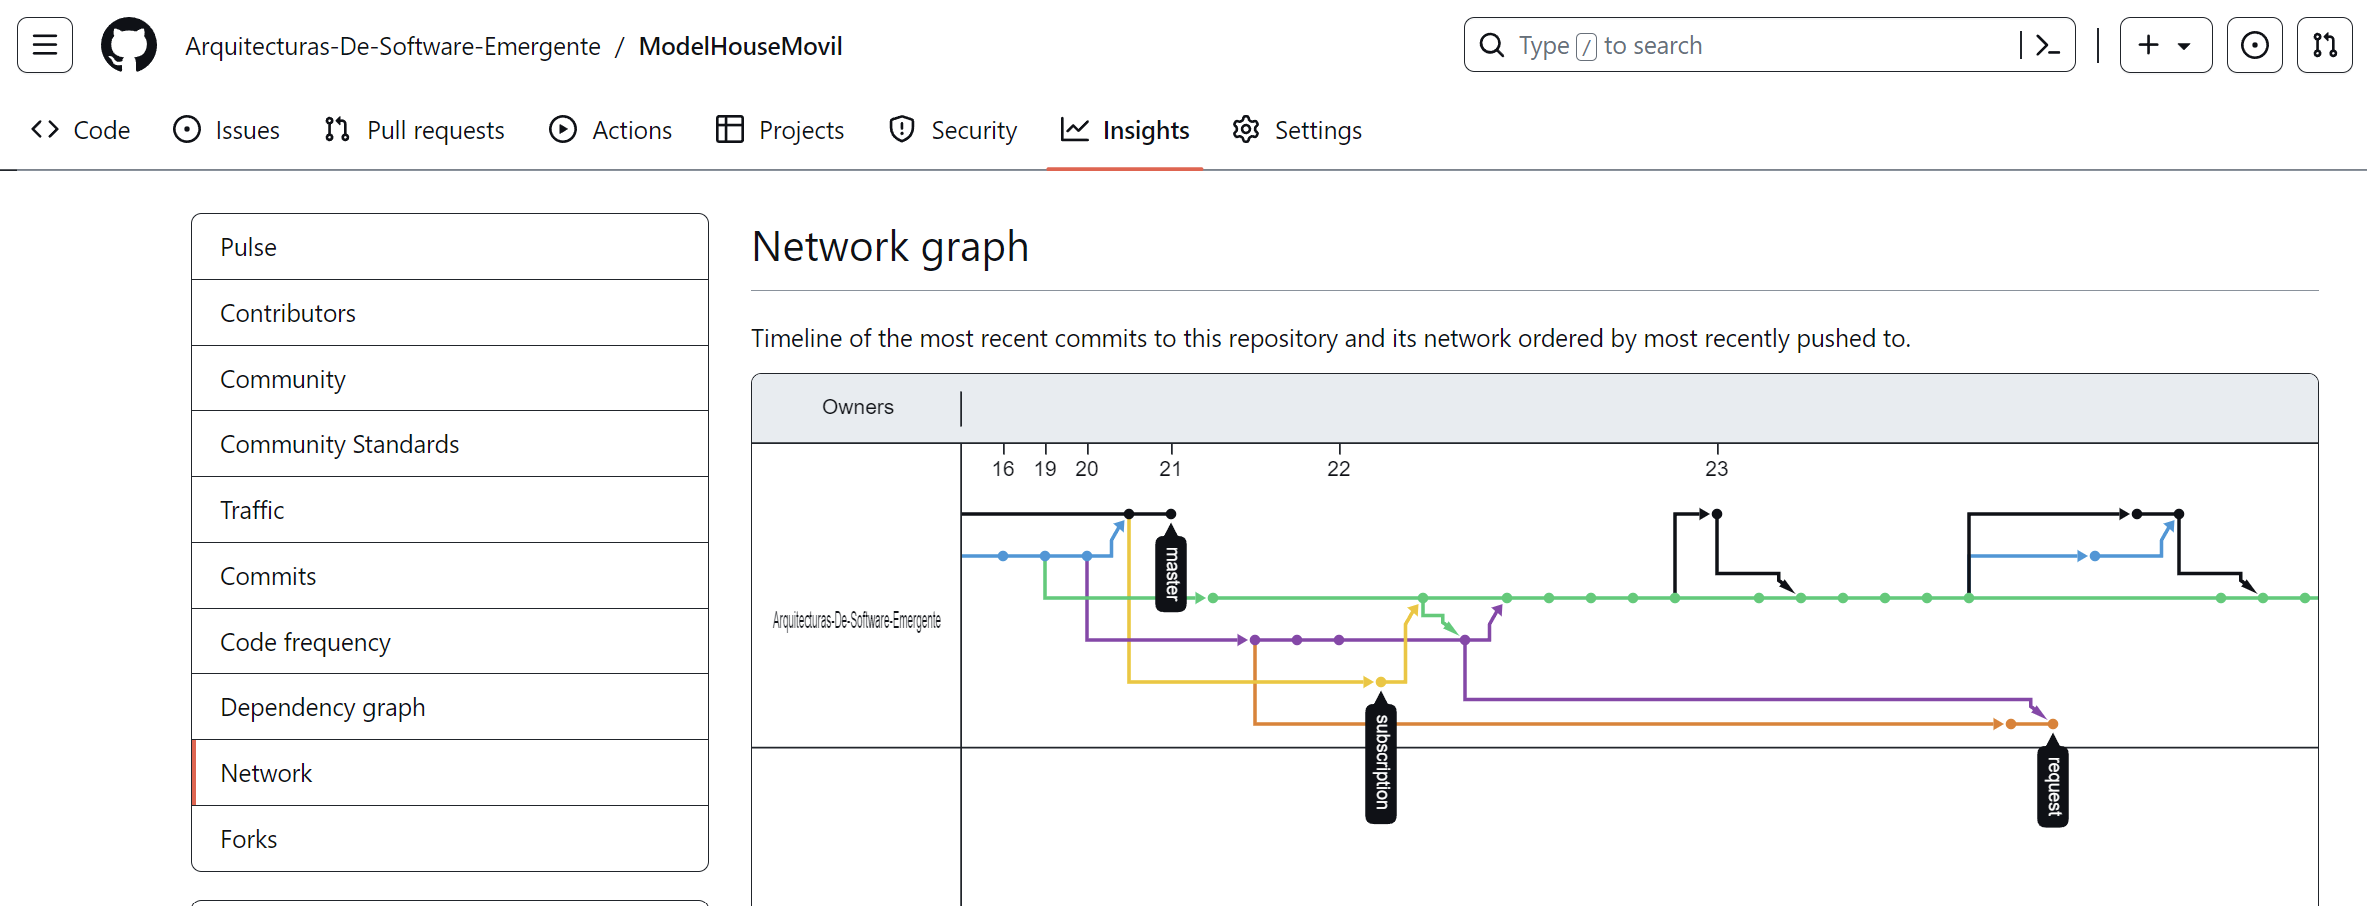 Arquitecturas-De-Software-Emergente / ModelHouseMovil
Type / to search
Code Issues Pull requests Actions Projects Security Insights Settings
Pulse
Contributors
Community
Community Standards
Traffic
Commits
Code frequency
Dependency graph
Network
Forks
Network graph
Timeline of the most recent commits to this repository and its network ordered by most recently pushed to.
Owners
16 19 20 21 22 23
Arquitecturas-De-Software-Emergente
master
subscription
request